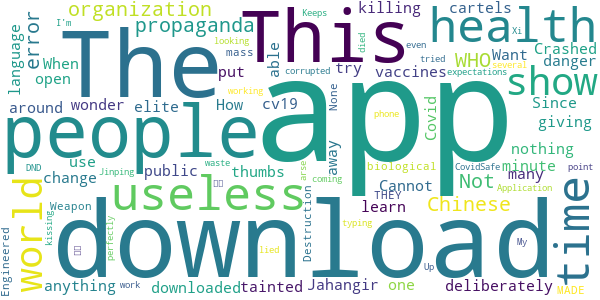 organization
propaganda
killing
cartels
Xi
I'm
Keeps
language
error
The
This
health
looking
mass
died
even
When
open
able
corrupted
tried
WHO
Want
Crashed
danger
put
try
vaccines
expectations
several
show
around
wonder
elite
How
cv19
None
working
Since
giving
people
app
Covid
phone
nothing
use
public
thumbs
away
biological
CovidSafe
Jinping
waste
arse
coming
Cannot
THEY
Application
minute
point
DND
change
useless
Not
many
world
Weapon
learn
Chinese
time
kissing
Destruction
typing
My
download
Engineered
perfectly
lied
Up
anything
work
downloaded
tainted
Jahangir
one
deliberately
MADE